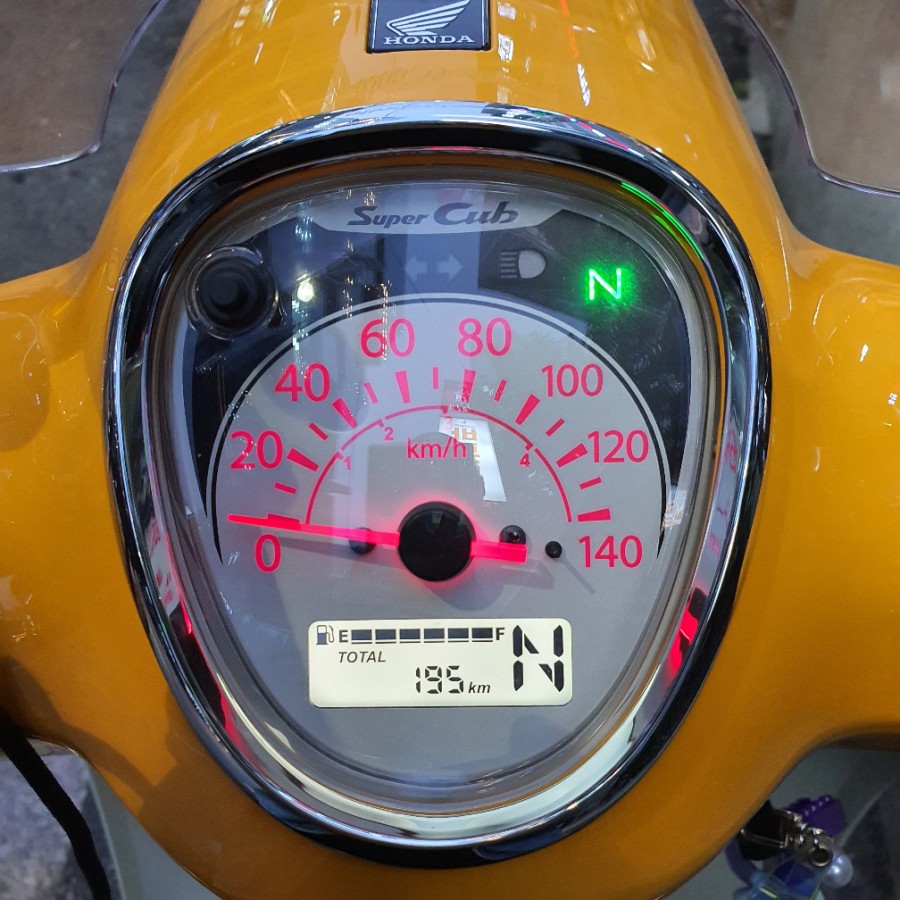 HONDA
Super Cub
N
60 80
40 100
20 120
2
1 km/h 4
0 140
E F
N
TOTAL
195 km